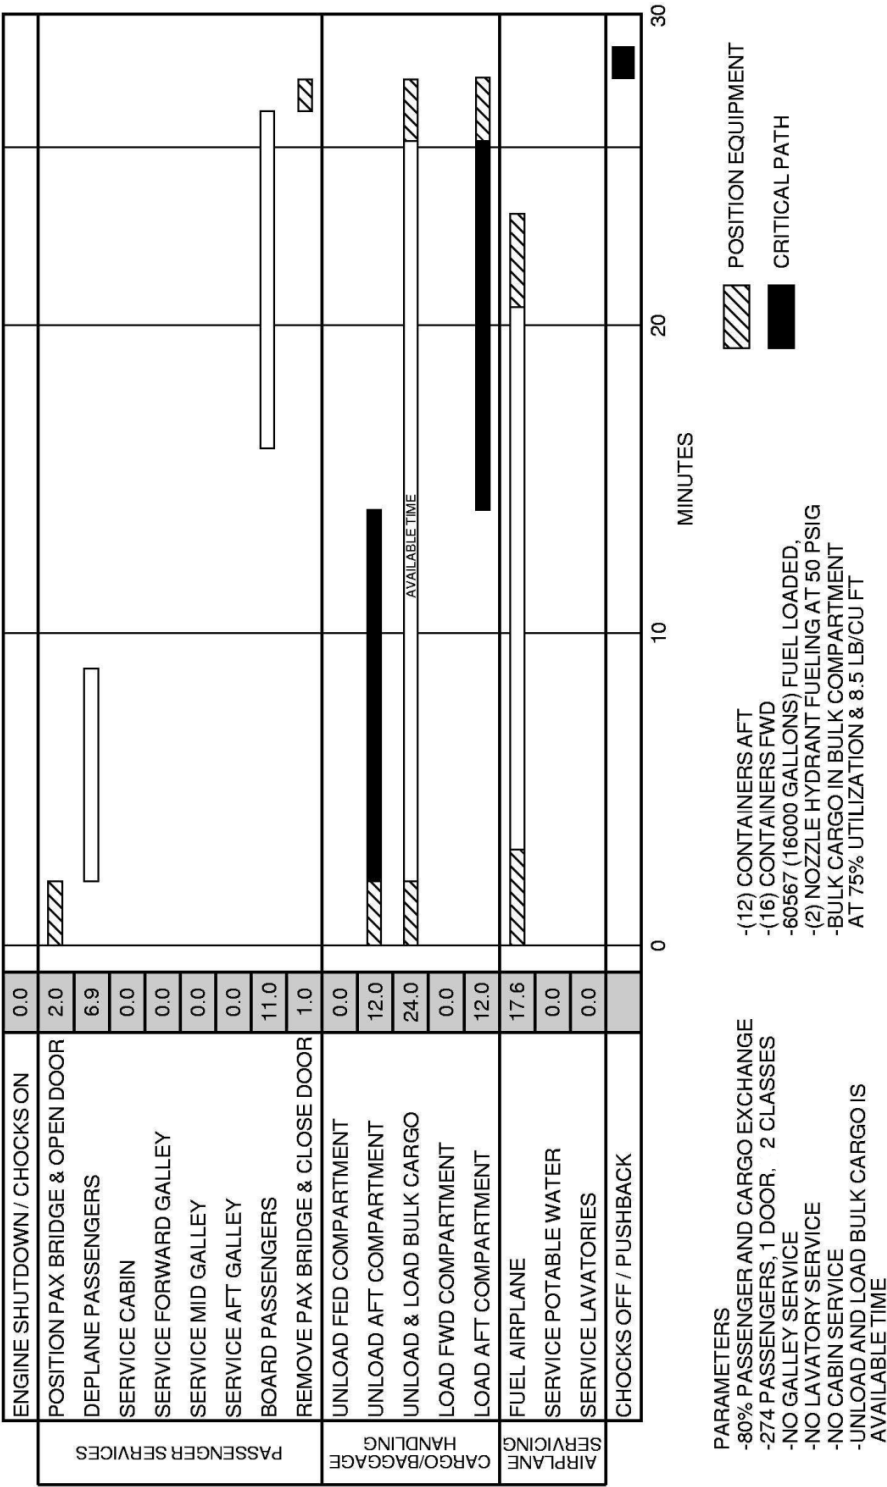 PASSENGER SERVICES
CARGO/BAGGAGE
HANDLING
AIRPLANE
SERVICING
ENGINE SHUTDOWN / CHOCKS ON 0.0
POSITION PAX BRIDGE & OPEN DOOR 2.0
DEPLANE PASSENGERS 6.9
SERVICE CABIN 0.0
SERVICE FORWARD GALLEY 0.0
SERVICE MID GALLEY 0.0
SERVICE AFT GALLEY 0.0
BOARD PASSENGERS 11.0
REMOVE PAX BRIDGE & CLOSE DOOR 1.0
UNLOAD FED COMPARTMENT 0.0
UNLOAD AFT COMPARTMENT 12.0
UNLOAD & LOAD BULK CARGO 24.0 AVAILABLE TIME
LOAD FWD COMPARTMENT 0.0
LOAD AFT COMPARTMENT 12.0
FUEL AIRPLANE 17.6
SERVICE POTABLE WATER 0.0
SERVICE LAVATORIES 0.0
CHOCKS OFF / PUSHBACK
0 10 20 30
MINUTES
PARAMETERS
-80% PASSENGER AND CARGO EXCHANGE
-274 PASSENGERS, 1 DOOR, 2 CLASSES
-NO GALLEY SERVICE
-NO LAVATORY SERVICE
-NO CABIN SERVICE
-UNLOAD AND LOAD BULK CARGO IS
AVAILABLE TIME
-(12) CONTAINERS AFT
-(16) CONTAINERS FWD
-60567 (16000 GALLONS) FUEL LOADED,
-(2) NOZZLE HYDRANT FUELING AT 50 PSIG
-BULK CARGO IN BULK COMPARTMENT
AT 75% UTILIZATION & 8.5 LB/CU FT
POSITION EQUIPMENT
CRITICAL PATH